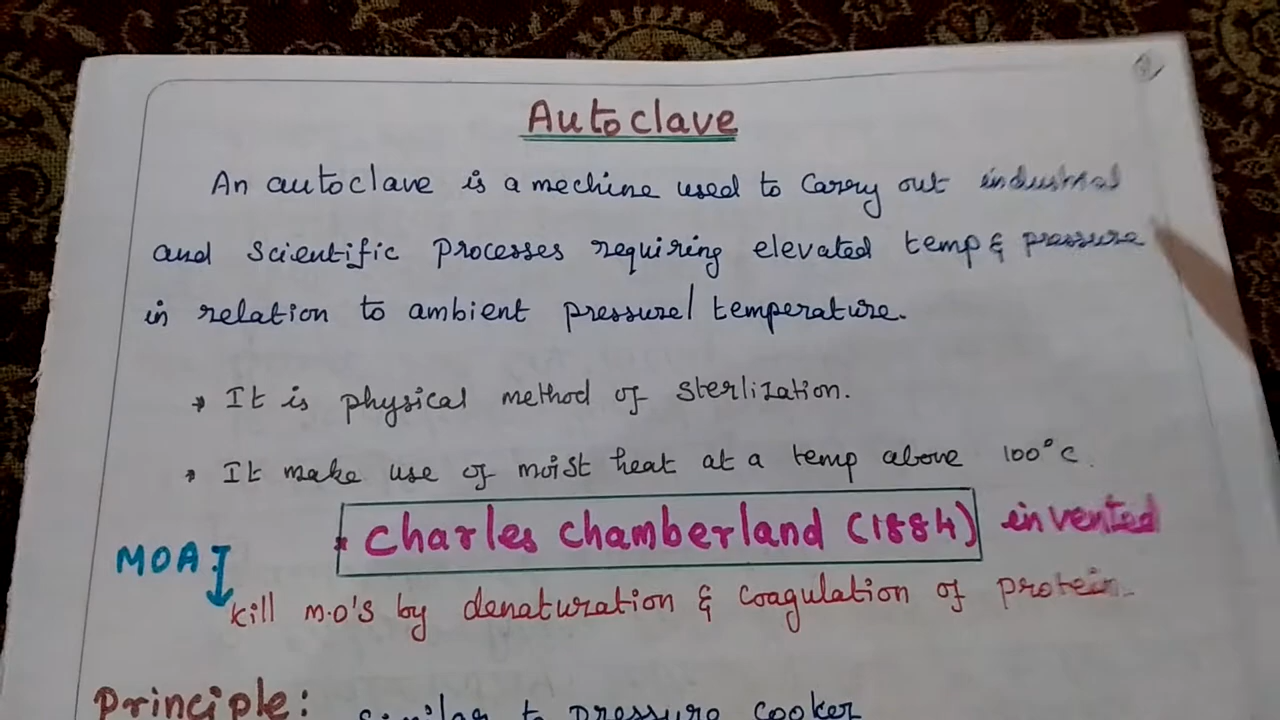 Autoclave
An autoclave is a mechine used to carry out industrial
and scientific processes requiring elevated temp & pressure
in relation to ambient pressure/temperature.
* It is physical method of sterlization.
* It make use of moist heat at a temp above 100°c.
* Charles Chamberland (1884) invented
MOA
kill m.o's by denaturation & coagulation of protein.
Principle: similar to pressure cooker